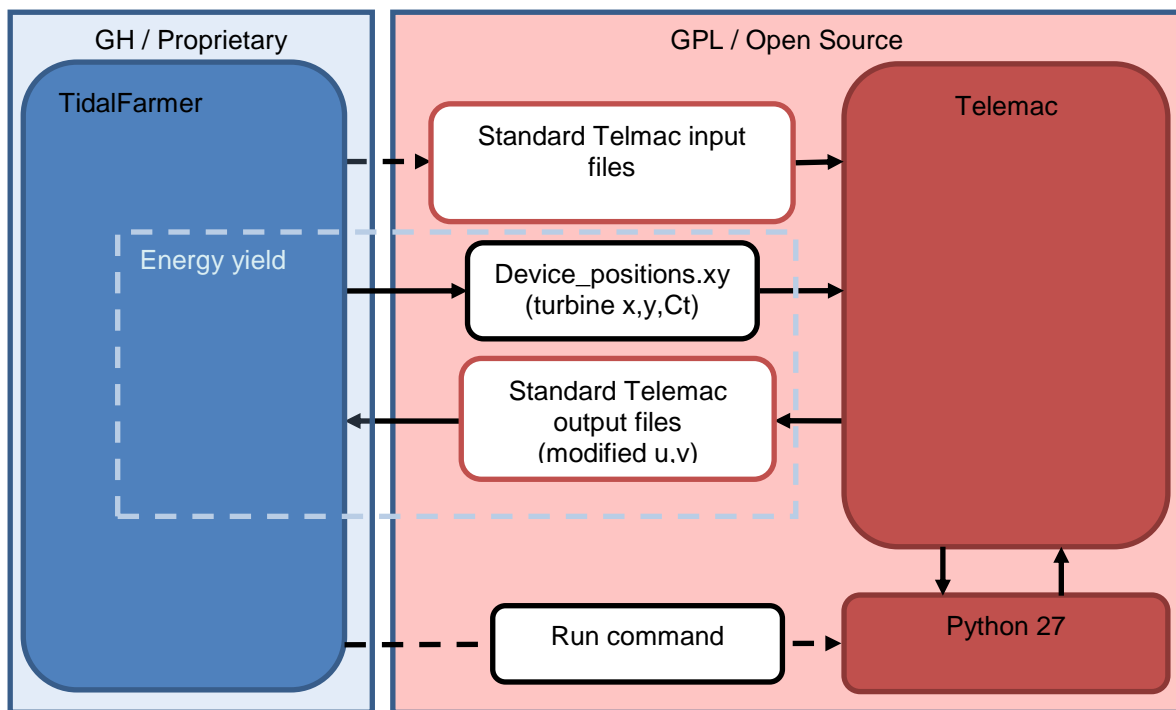 GH / Proprietary
GPL / Open Source
TidalFarmer
Telemac
Standard Telmac input
files
Energy yield
Device_positions.xy
(turbine x,y,Ct)
Standard Telemac
output files
(modified u,v)
Run command
Python 27